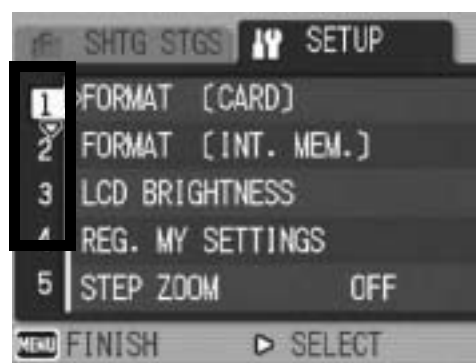 SHTG STGS SETUP
1 FORMAT [CARD]
2 FORMAT [INT. MEM.]
3 LCD BRIGHTNESS
4 REG. MY SETTINGS
5 STEP ZOOM OFF
MENU FINISH SELECT